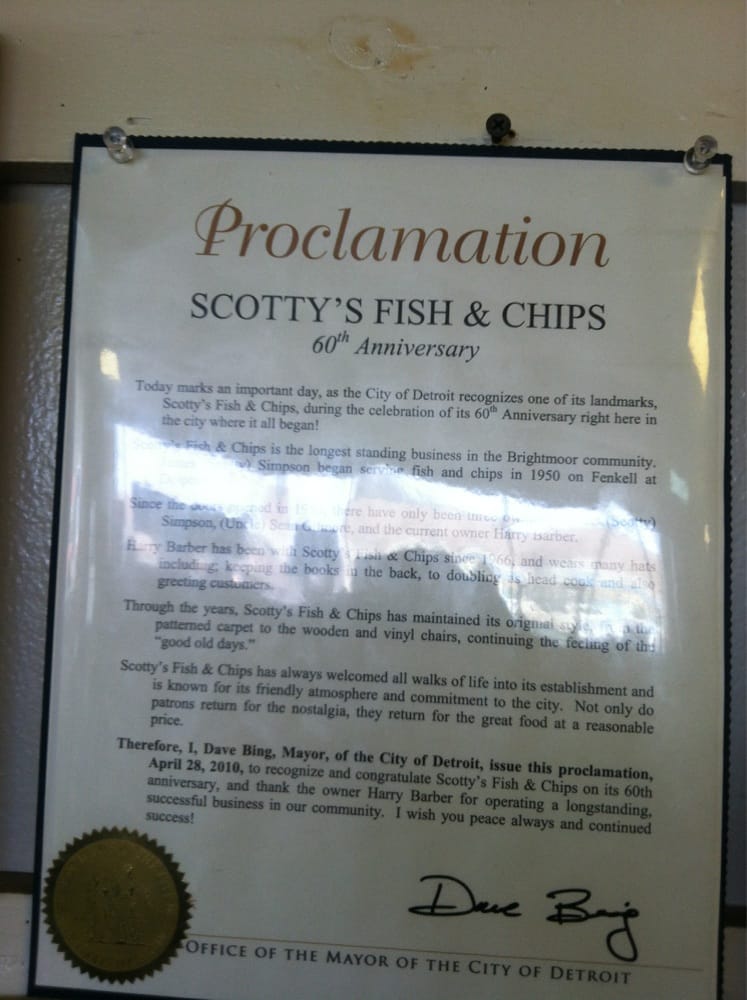 Proclamation
SCOTTY'S FISH & CHIPS
60th Anniversary
Today marks an important day, as the City of Detroit recognizes one of its landmarks,
Scotty's Fish & Chips, during the celebration of its 60th Anniversary right here in
the city where it all began!
Scotty's Fish & Chips is the longest standing business in the Brightmoor community.
Simpson began serving fish and chips in 1950 on Fenkell at
Since the doors opened in there have only been three (Scotty)
Simpson, (Uncle) Sean and the current owner Harry Barber.
Harry Barber has been with Scotty's Fish & Chips since 1966, and wears many hats
including; keeping the books in the back, to doubling as head cook and also
greeting customers.
Through the years, Scotty's Fish & Chips has maintained its original style, from the
patterned carpet to the wooden and vinyl chairs, continuing the feeling of the
"good old days."
Scotty's Fish & Chips has always welcomed all walks of life into its establishment and
is known for its friendly atmosphere and commitment to the city. Not only do
patrons return for the nostalgia, they return for the great food at a reasonable
price.
Therefore, I, Dave Bing, Mayor, of the City of Detroit, issue this proclamation,
April 28, 2010, to recognize and congratulate Scotty's Fish & Chips on its 60th
anniversary, and thank the owner Harry Barber for operating a longstanding,
successful business in our community. I wish you peace always and continued
success!
Dave Bing
OFFICE OF THE MAYOR OF THE CITY OF DETROIT